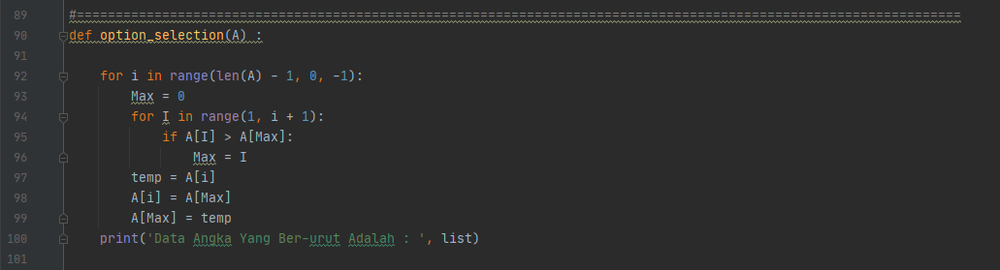 89 #==================================================================================================================
90 def option_selection(A) :
91
92 for i in range(len(A) - 1, 0, -1):
93 Max = 0
94 for I in range(1, i + 1):
95 if A[I] > A[Max]:
96 Max = I
97 temp = A[i]
98 A[i] = A[Max]
99 A[Max] = temp
100 print('Data Angka Yang Ber-urut Adalah : ', list)
101